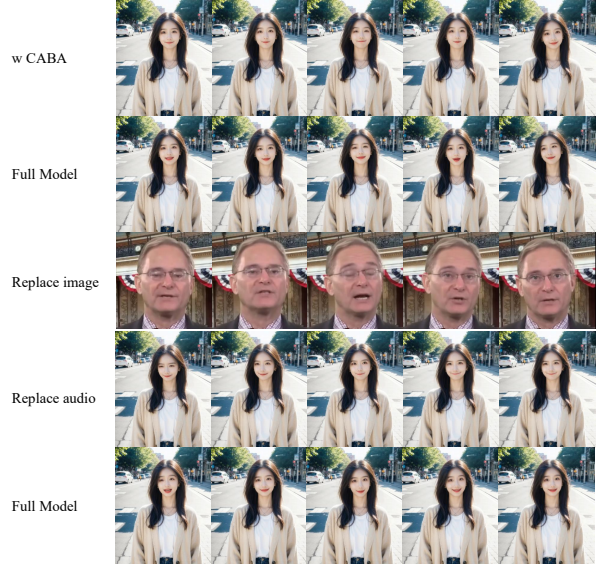 w CABA
Full Model
Replace image
Replace audio
Full Model